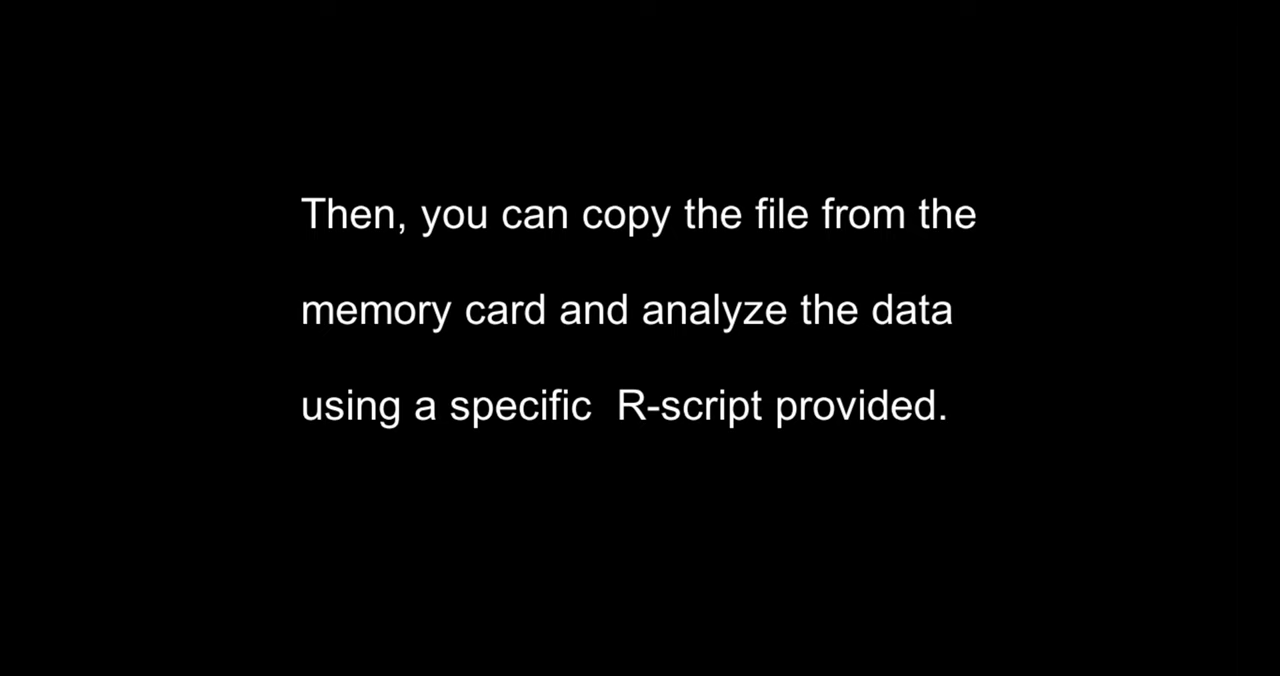 Then, you can copy the file from the
memory card and analyze the data
using a specific  R-script provided.